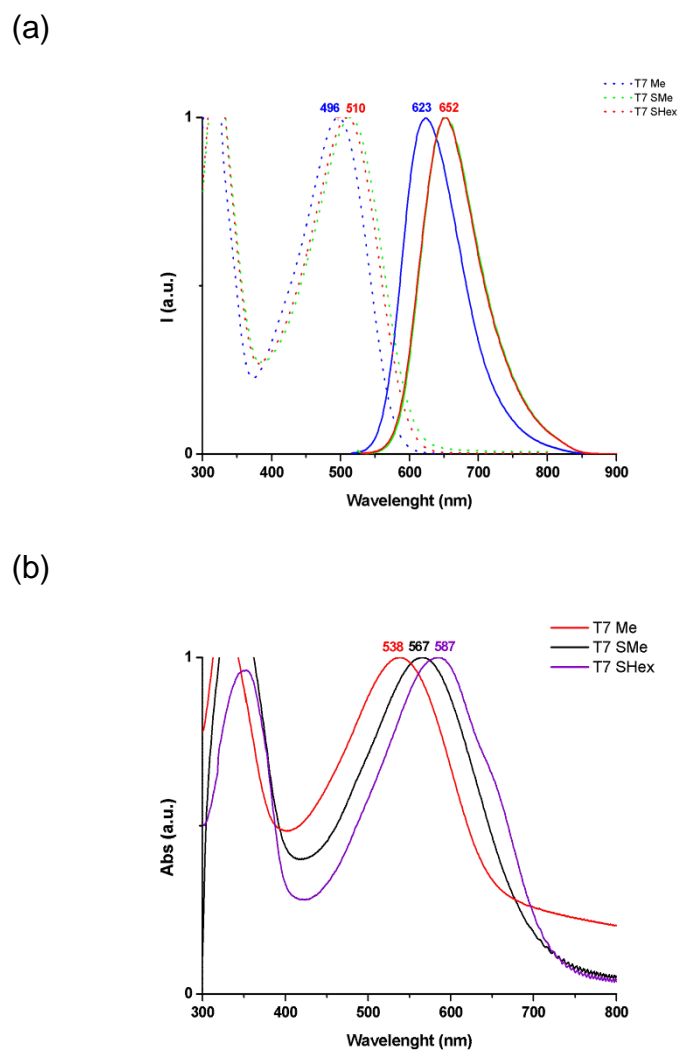 (a)
496 510 623 652
T7 Me
T7 SMe
T7 SHex
1
I (a.u.)
0
300 400 500 600 700 800 900
Wavelenght (nm)
(b)
538 567 587
T7 Me
T7 SMe
T7 SHex
1
Abs (a.u.)
0
300 400 500 600 700 800
Wavelenght (nm)